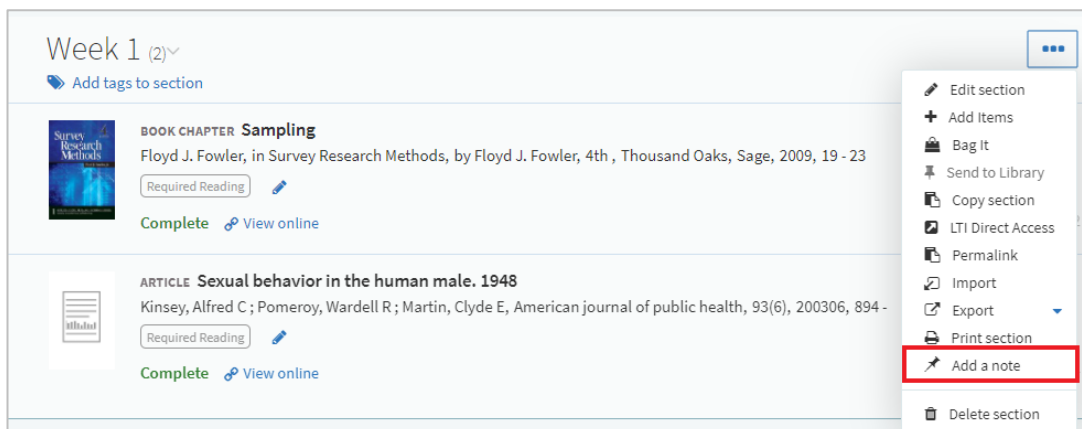 Week 1 (2)
Add tags to section
Survey
Research
Methods
BOOK CHAPTER Sampling
Floyd J. Fowler, in Survey Research Methods, by Floyd J. Fowler, 4th , Thousand Oaks, Sage, 2009, 19 - 23
Required Reading
Complete View online
ARTICLE Sexual behavior in the human male. 1948
Kinsey, Alfred C ; Pomeroy, Wardell R ; Martin, Clyde E, American journal of public health, 93(6), 200306, 894 -
Required Reading
Complete View online
Edit section
Add Items
Bag It
Send to Library
Copy section
LTI Direct Access
Permalink
Import
Export
Print section
Add a note
Delete section